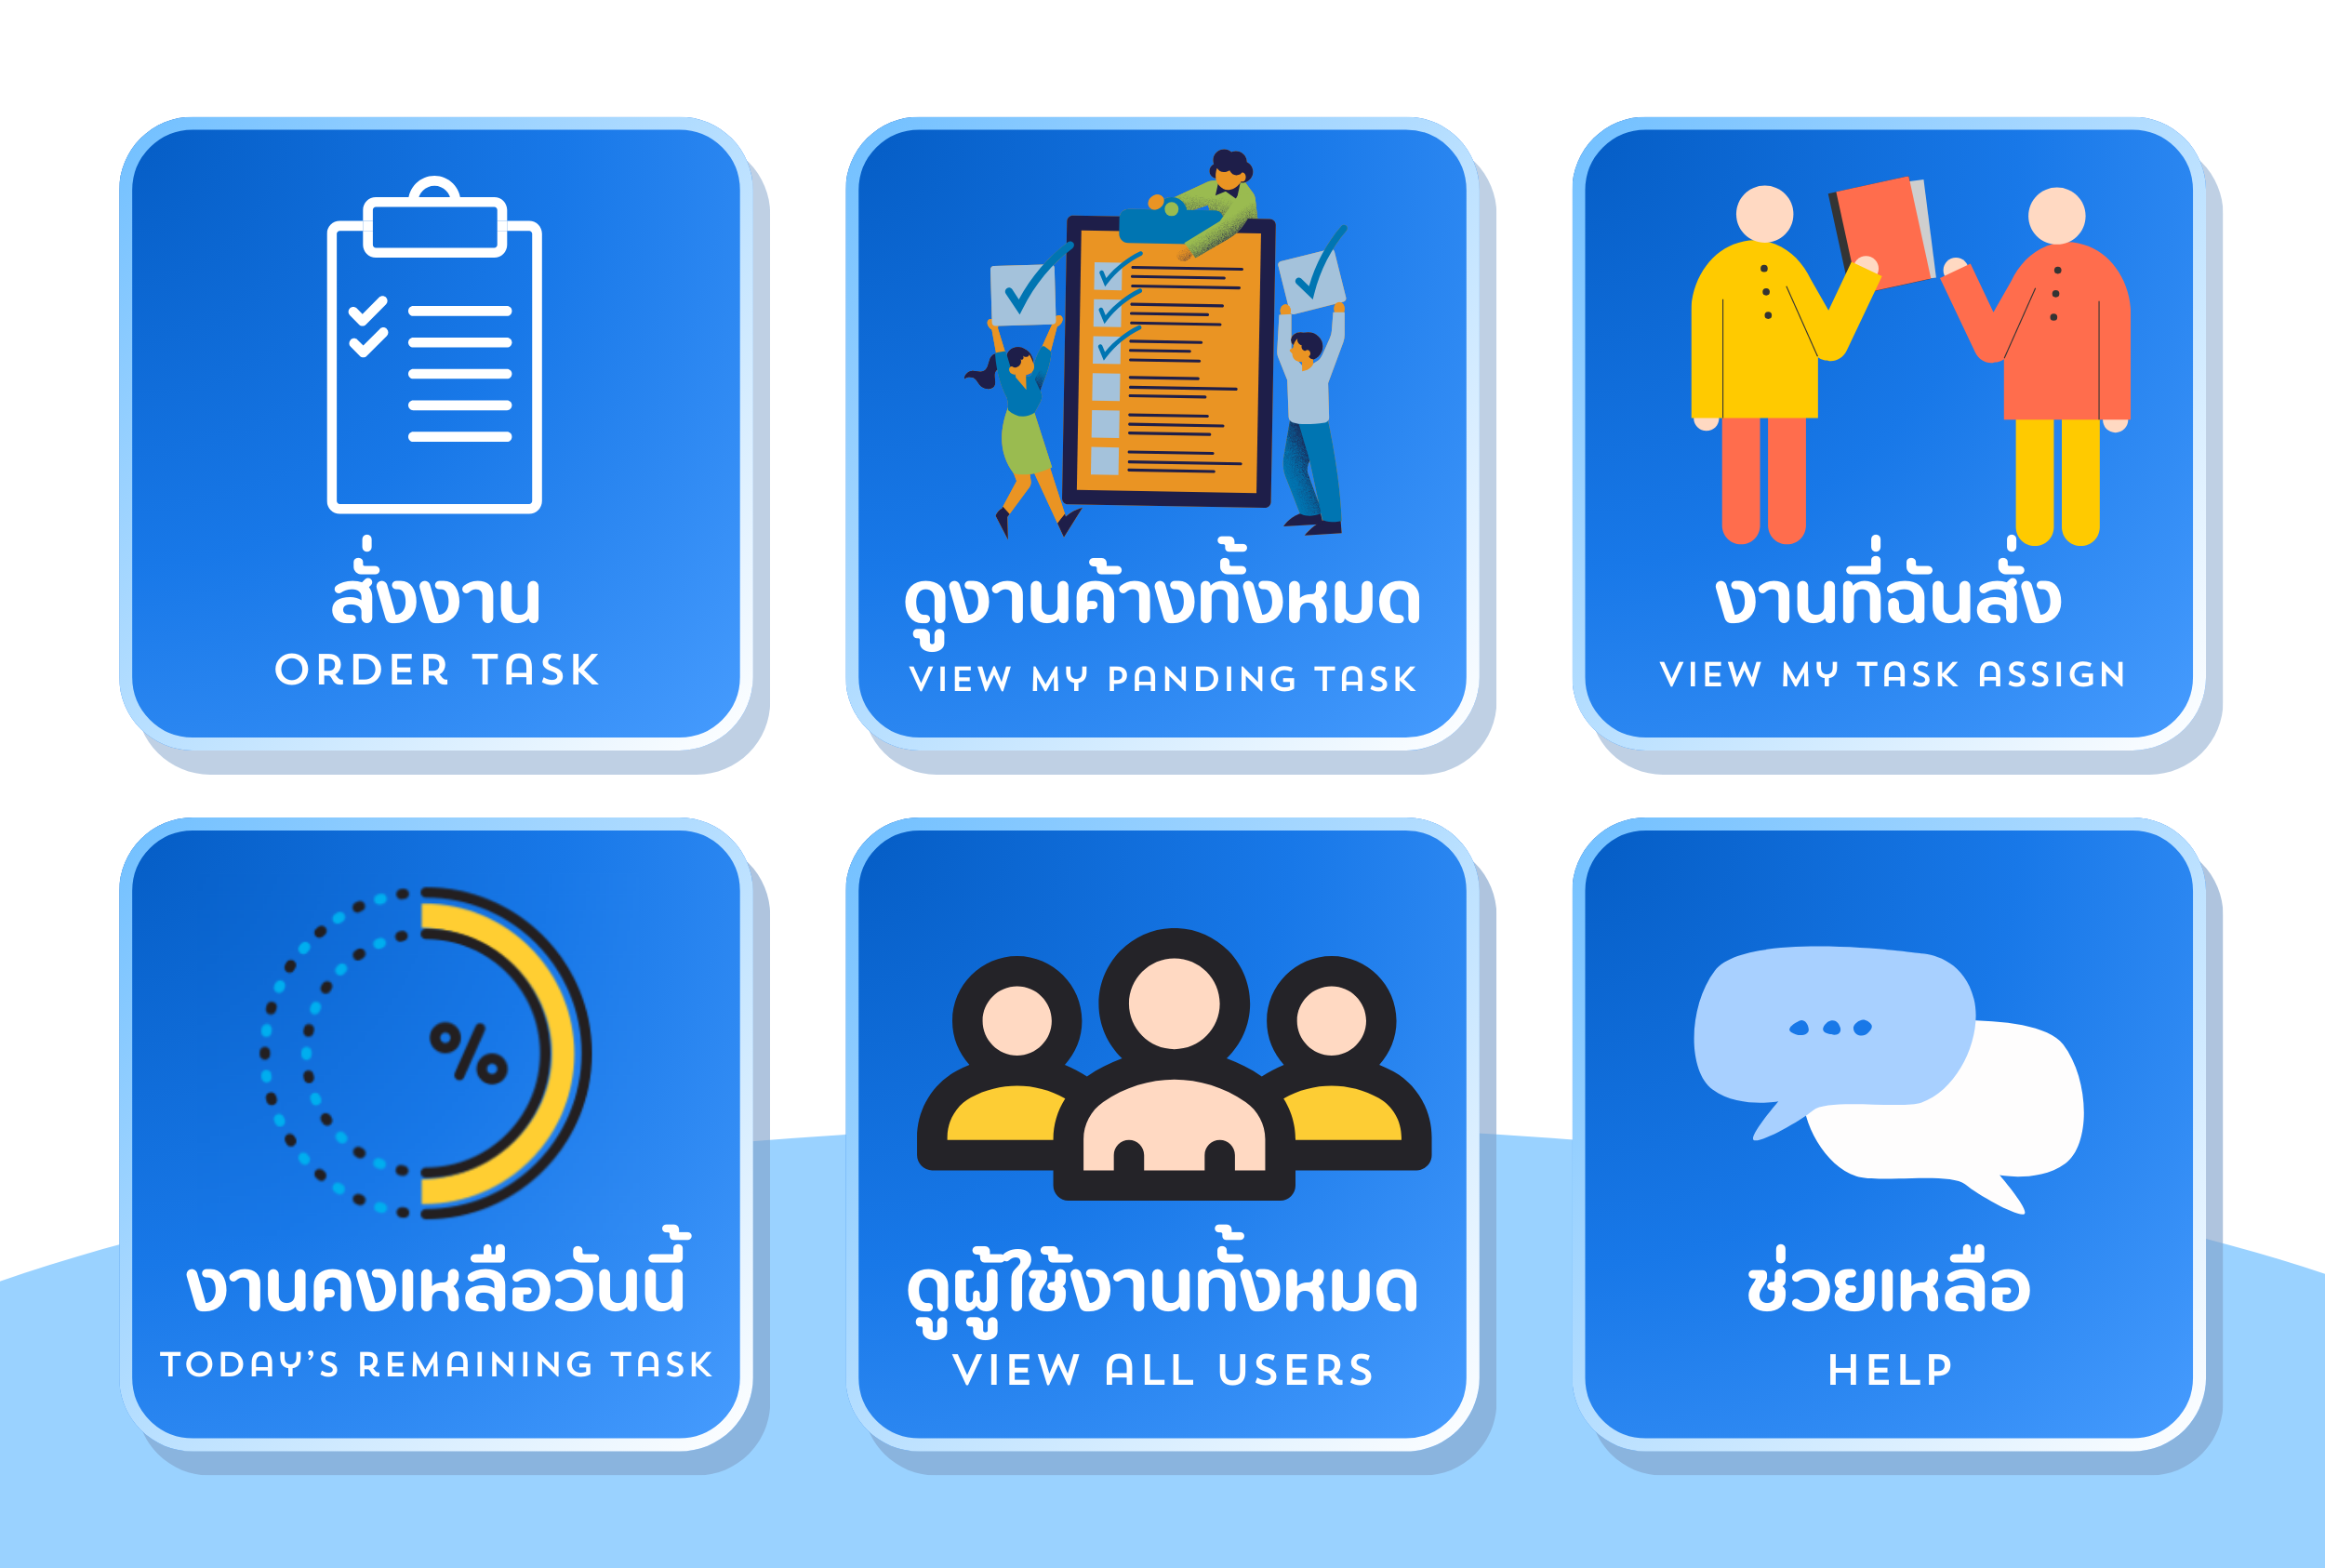 สั่งงาน
ORDER TASK
ดูงานค้างทั้งหมด
VIEW MY PANDING TASK
งานที่ฉันสั่ง
VIEW MY TASK ASSIGN
%
งานคงเหลือวันนี้
TODAY'S REMAINING TASK
ดูผู้ใช้งานทั้งหมด
VIEW ALL USERS
ช่วยเหลือ
HELP